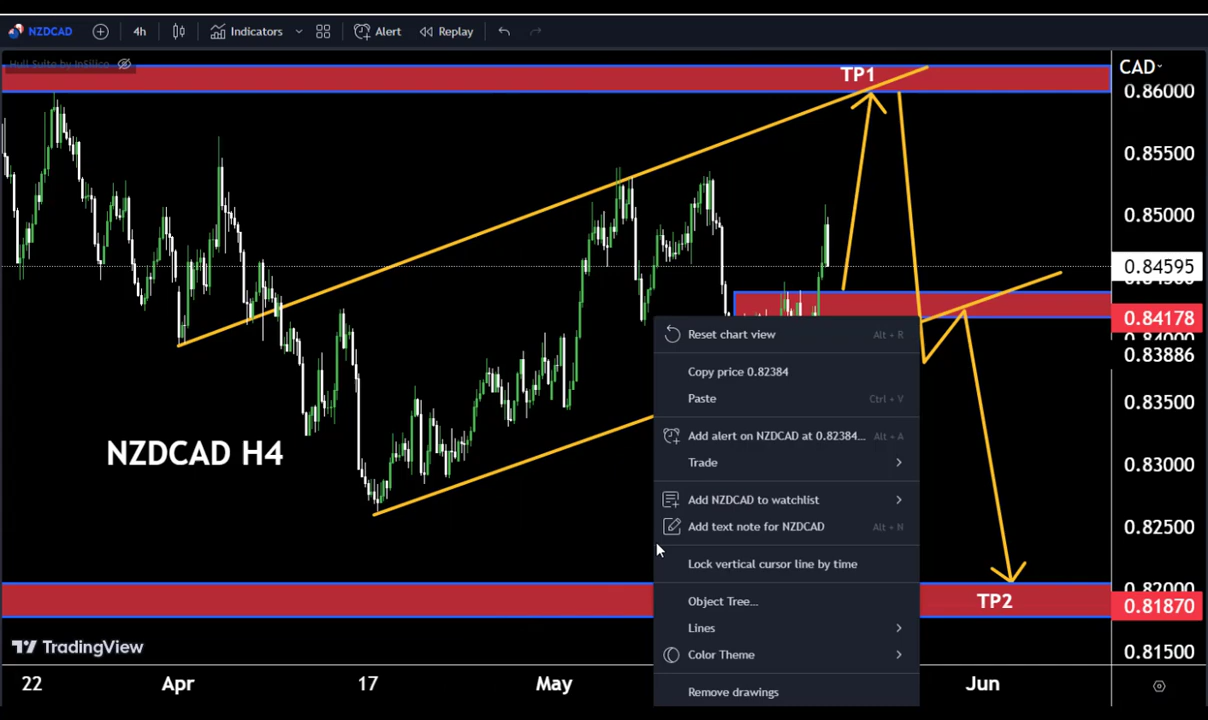 NZDCAD 4h Indicators Alert Replay
Hull Suite by InSilico
TP1
CAD
0.86000
0.85500
0.85000
0.84595
0.84178
0.83886
0.83500
0.83000
0.82500
0.82000
0.81870
0.81500
NZDCAD H4
Reset chart view Alt + R
Copy price 0.82384
Paste Ctrl + V
Add alert on NZDCAD at 0.82384... Alt + A
Trade
Add NZDCAD to watchlist
Add text note for NZDCAD Alt + N
Lock vertical cursor line by time
Object Tree...
Lines
Color Theme
Remove drawings
TP2
TradingView
22 Apr 17 May Jun